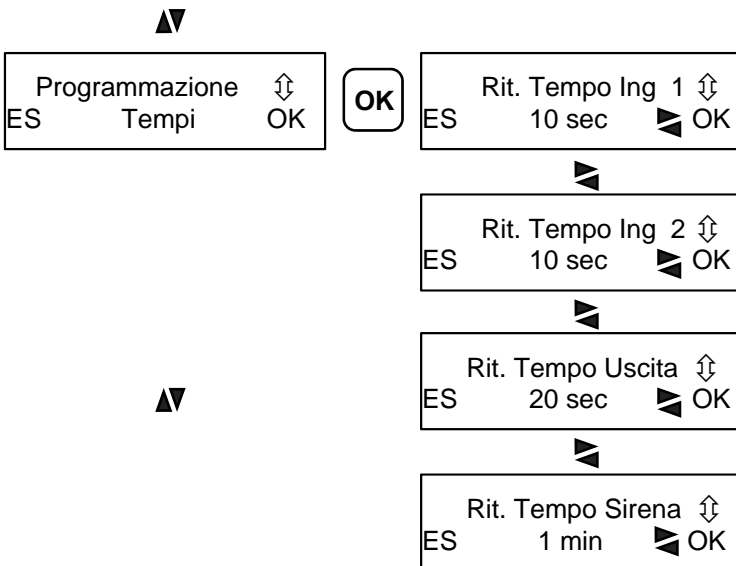 Programmazione ⇳
ES Tempi OK
OK
Rit. Tempo Ing 1 ⇳
ES 10 sec OK
Rit. Tempo Ing 2 ⇳
ES 10 sec OK
Rit. Tempo Uscita ⇳
ES 20 sec OK
Rit. Tempo Sirena ⇳
ES 1 min OK